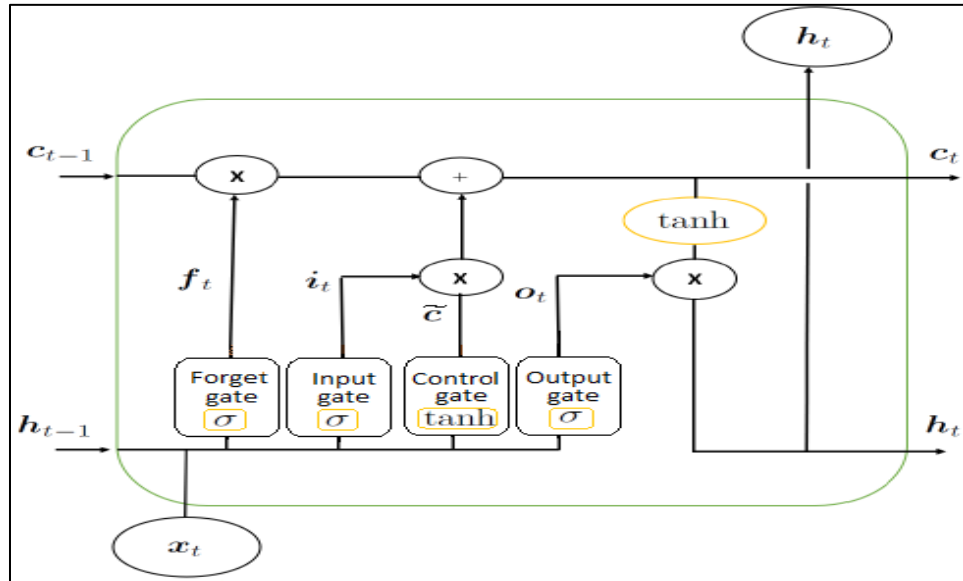 h_t
c_{t-1}
c_t
x
+
tanh
f_t
i_t
x
o_t
x
c̃
Forget gate σ
Input gate σ
Control gate tanh
Output gate σ
h_{t-1}
h_t
x_t